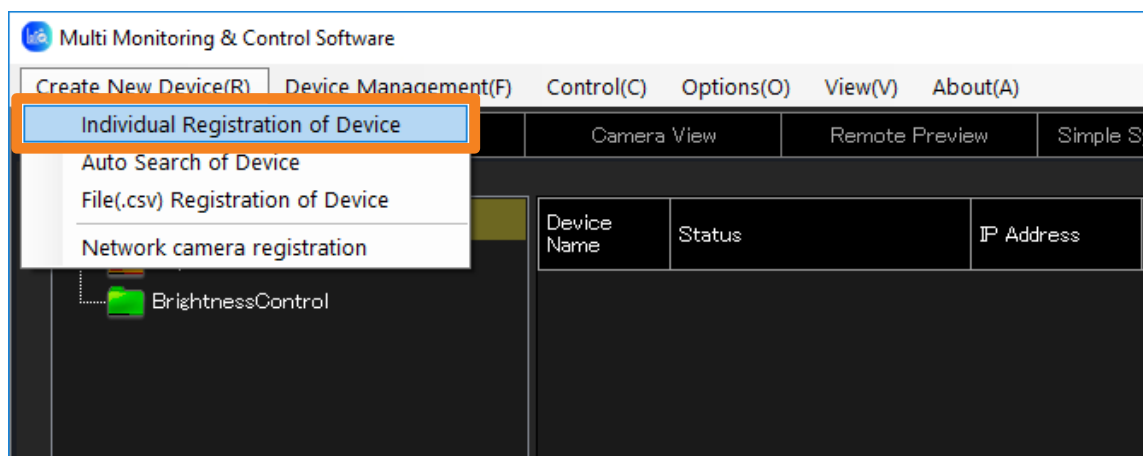 Multi Monitoring & Control Software
Create New Device(R) Device Management(F) Control(C) Options(O) View(V) About(A)
Individual Registration of Device
Auto Search of Device
File(.csv) Registration of Device
Network camera registration
Camera View Remote Preview Simple S
Device Name Status IP Address
BrightnessControl